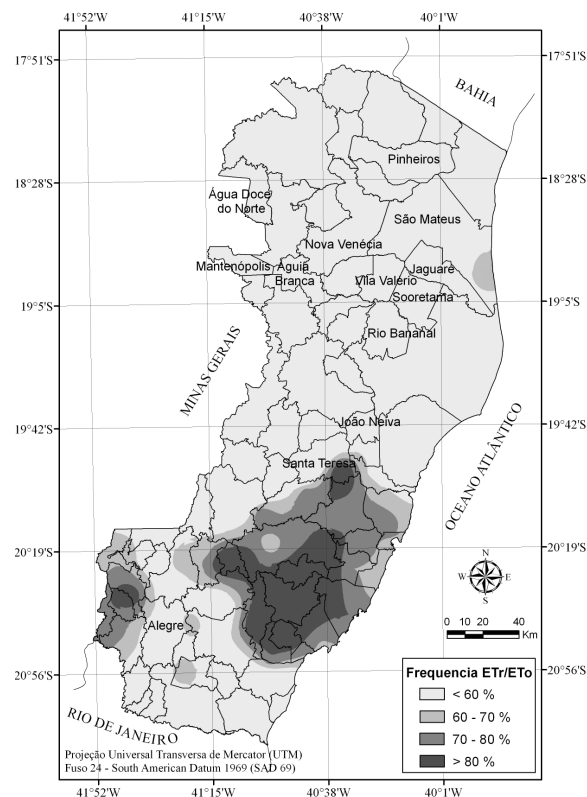 41°52'W 41°15'W 40°38'W 40°1'W
17°51'S 17°51'S
BAHIA
Pinheiros
18°28'S 18°28'S
Água Doce
do Norte
São Mateus
Nova Venécia
Mantenópolis Águia
Branca
Jaguaré
Vila Valério
Sooretama
19°5'S 19°5'S
Rio Bananal
MINAS GERAIS
João Neiva
19°42'S 19°42'S
Santa Teresa
OCEANO ATLÂNTICO
20°19'S 20°19'S
N
W E
S
Alegre
0 10 20 40
Km
20°56'S 20°56'S
Frequencia ETr/ETo
< 60 %
60 - 70 %
70 - 80 %
> 80 %
RIO DE JANEIRO
Projeção Universal Transversa de Mercator (UTM)
Fuso 24 - South American Datum 1969 (SAD 69)
41°52'W 41°15'W 40°38'W 40°1'W